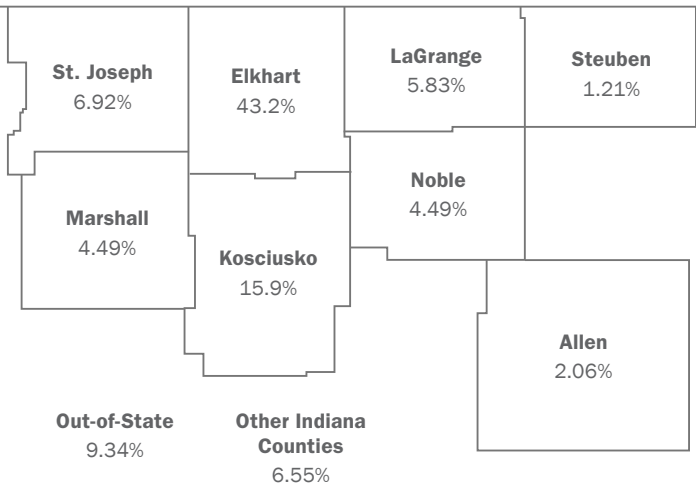 St. Joseph
6.92%
Elkhart
43.2%
LaGrange
5.83%
Steuben
1.21%
Marshall
4.49%
Kosciusko
15.9%
Noble
4.49%
Allen
2.06%
Out-of-State
9.34%
Other Indiana
Counties
6.55%